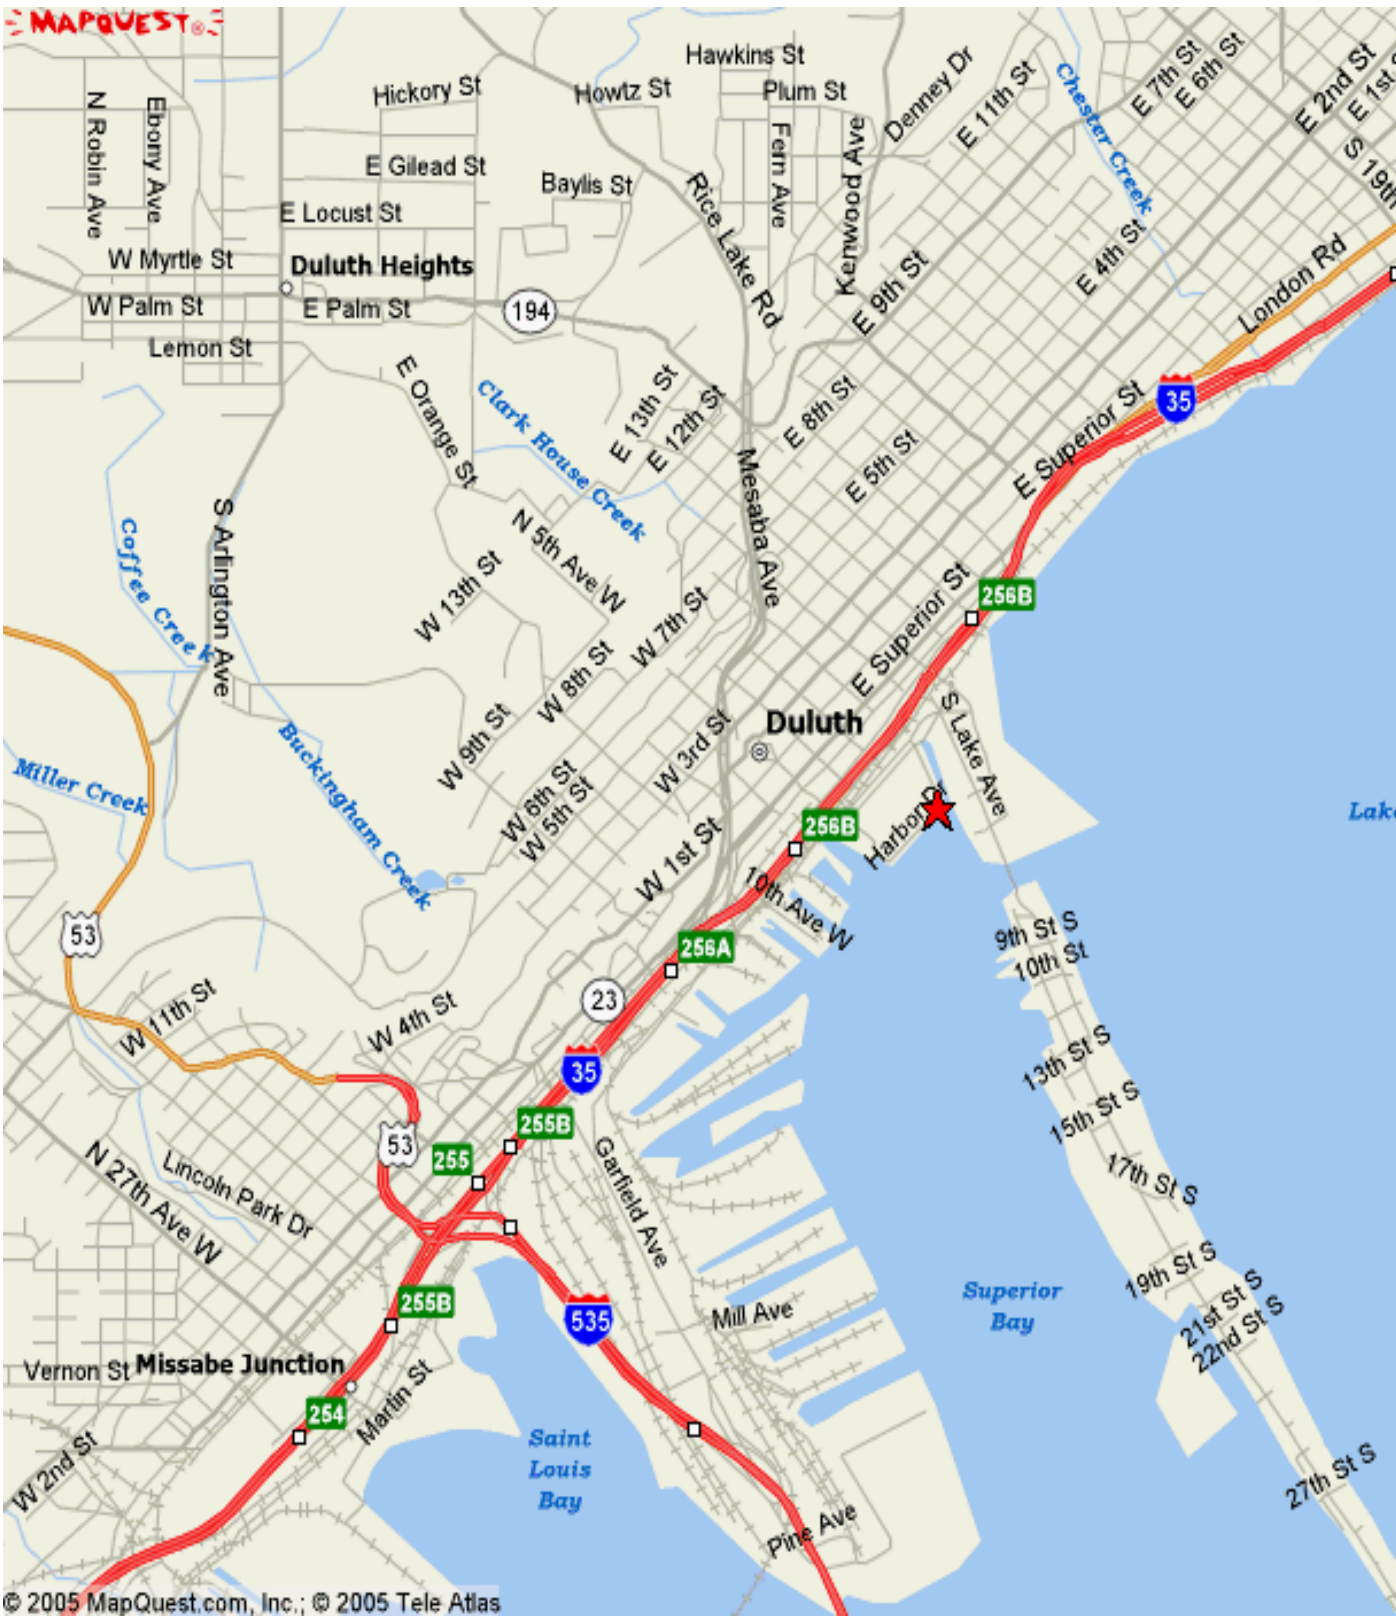 MAPQUEST®
Hawkins St
Hickory St
Howtz St
Plum St
Denney Dr
E 11th St
Chester Creek
E 7th St
E 6th St
E 2nd St
E 1st S
S 19th
N Robin Ave
Ebony Ave
E Gilead St
Baylis St
Fern Ave
Kenwood Ave
Rice Lake Rd
E Locust St
W Myrtle St
Duluth Heights
E 9th St
E 4th St
London Rd
W Palm St
E Palm St
194
Lemon St
E Orange St
Clark House Creek
E 13th St
E 12th St
E 8th St
E 5th St
E Superior St
35
S Arlington Ave
Coffee Creek
N 5th Ave W
Mesaba Ave
W 13th St
W 7th St
E Superior St
256B
W 8th St
W 9th St
W 3rd St
Duluth
S Lake Ave
Buckingham Creek
Miller Creek
W 6th St
W 5th St
Harbor Dr
256B
W 1st St
10th Ave W
53
256A
9th St S
10th St
23
W 11th St
W 4th St
35
13th St S
15th St S
255B
53
255
Garfield Ave
17th St S
Lincoln Park Dr
N 27th Ave W
19th St S
21st St S
22nd St S
Superior
Bay
255B
535
Mill Ave
Vernon St
Missabe Junction
254
Martin St
W 2nd St
Saint
Louis
Bay
27th St S
Pine Ave
© 2005 MapQuest.com, Inc.; © 2005 Tele Atlas